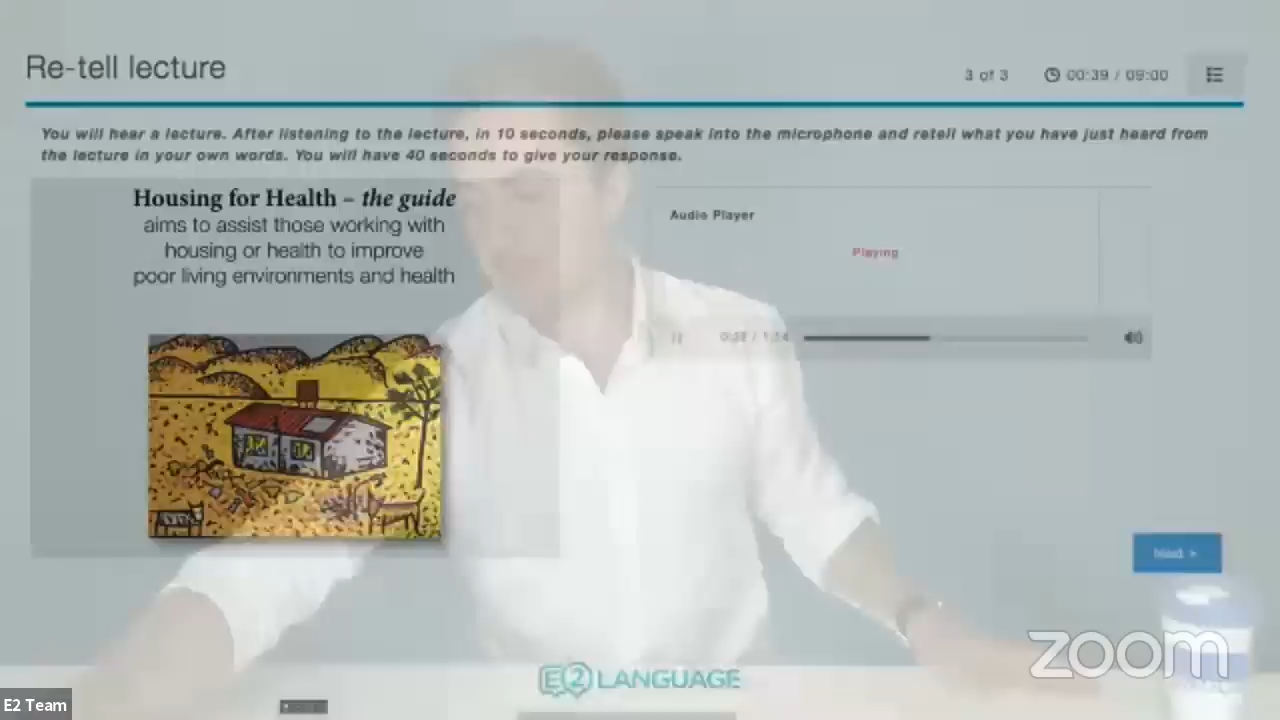 Re-tell lecture
3 of 3
00:39 / 09:00
You will hear a lecture. After listening to the lecture, in 10 seconds, please speak into the microphone and retell what you have just heard from
the lecture in your own words. You will have 40 seconds to give your response.
Housing for Health – the guide
aims to assist those working with
housing or health to improve
poor living environments and health
Audio Player
Playing
Next >
zoom
E2 LANGUAGE
E2 Team